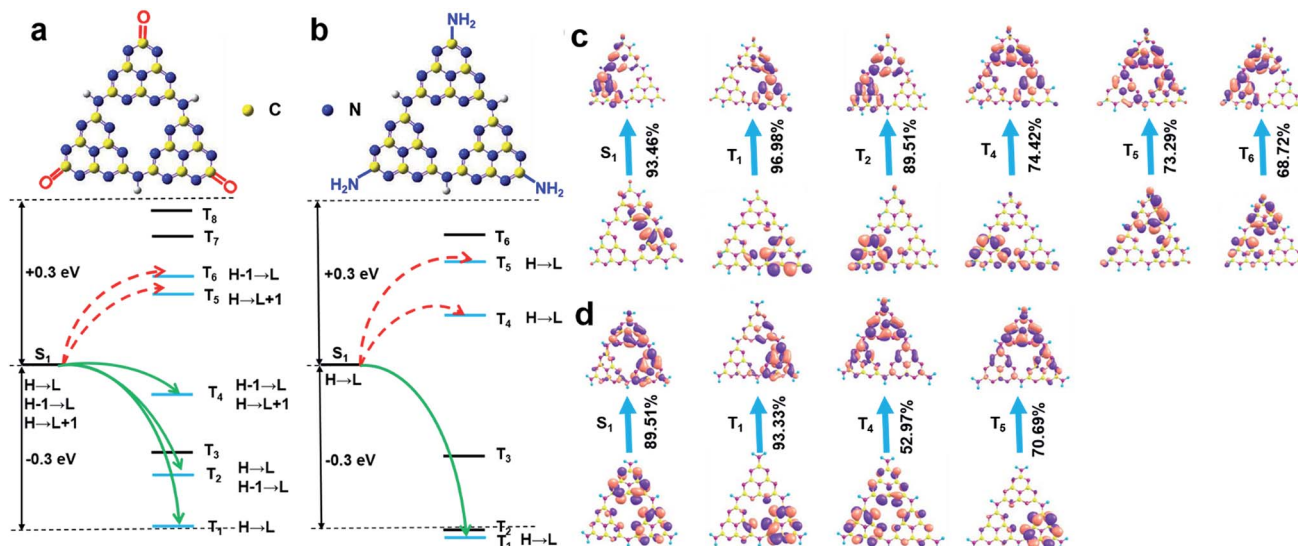 a
O
O
O
C
N
T8
T7
+0.3 eV
T6 H-1→L
T5 H→L+1
S1
H→L
H-1→L
H→L+1
T4 H-1→L
H→L+1
-0.3 eV
T3
T2 H→L
H-1→L
T1 H→L
b
NH2
H2N
NH2
T6
+0.3 eV
T5 H→L
T4 H→L
S1
H→L
-0.3 eV
T3
T2
T1 H→L
c
S1 93.46%
T1 96.98%
T2 89.51%
T4 74.42%
T5 73.29%
T6 68.72%
d
S1 89.51%
T1 93.33%
T4 52.97%
T5 70.69%